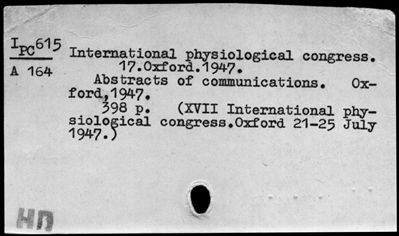 IPC615
A 164
International physiological congress.
17.Oxford.1947.
Abstracts of communications. Ox-
ford,1947.
398 p. (XVII International phy-
siological congress.Oxford 21-25 July
1947.)